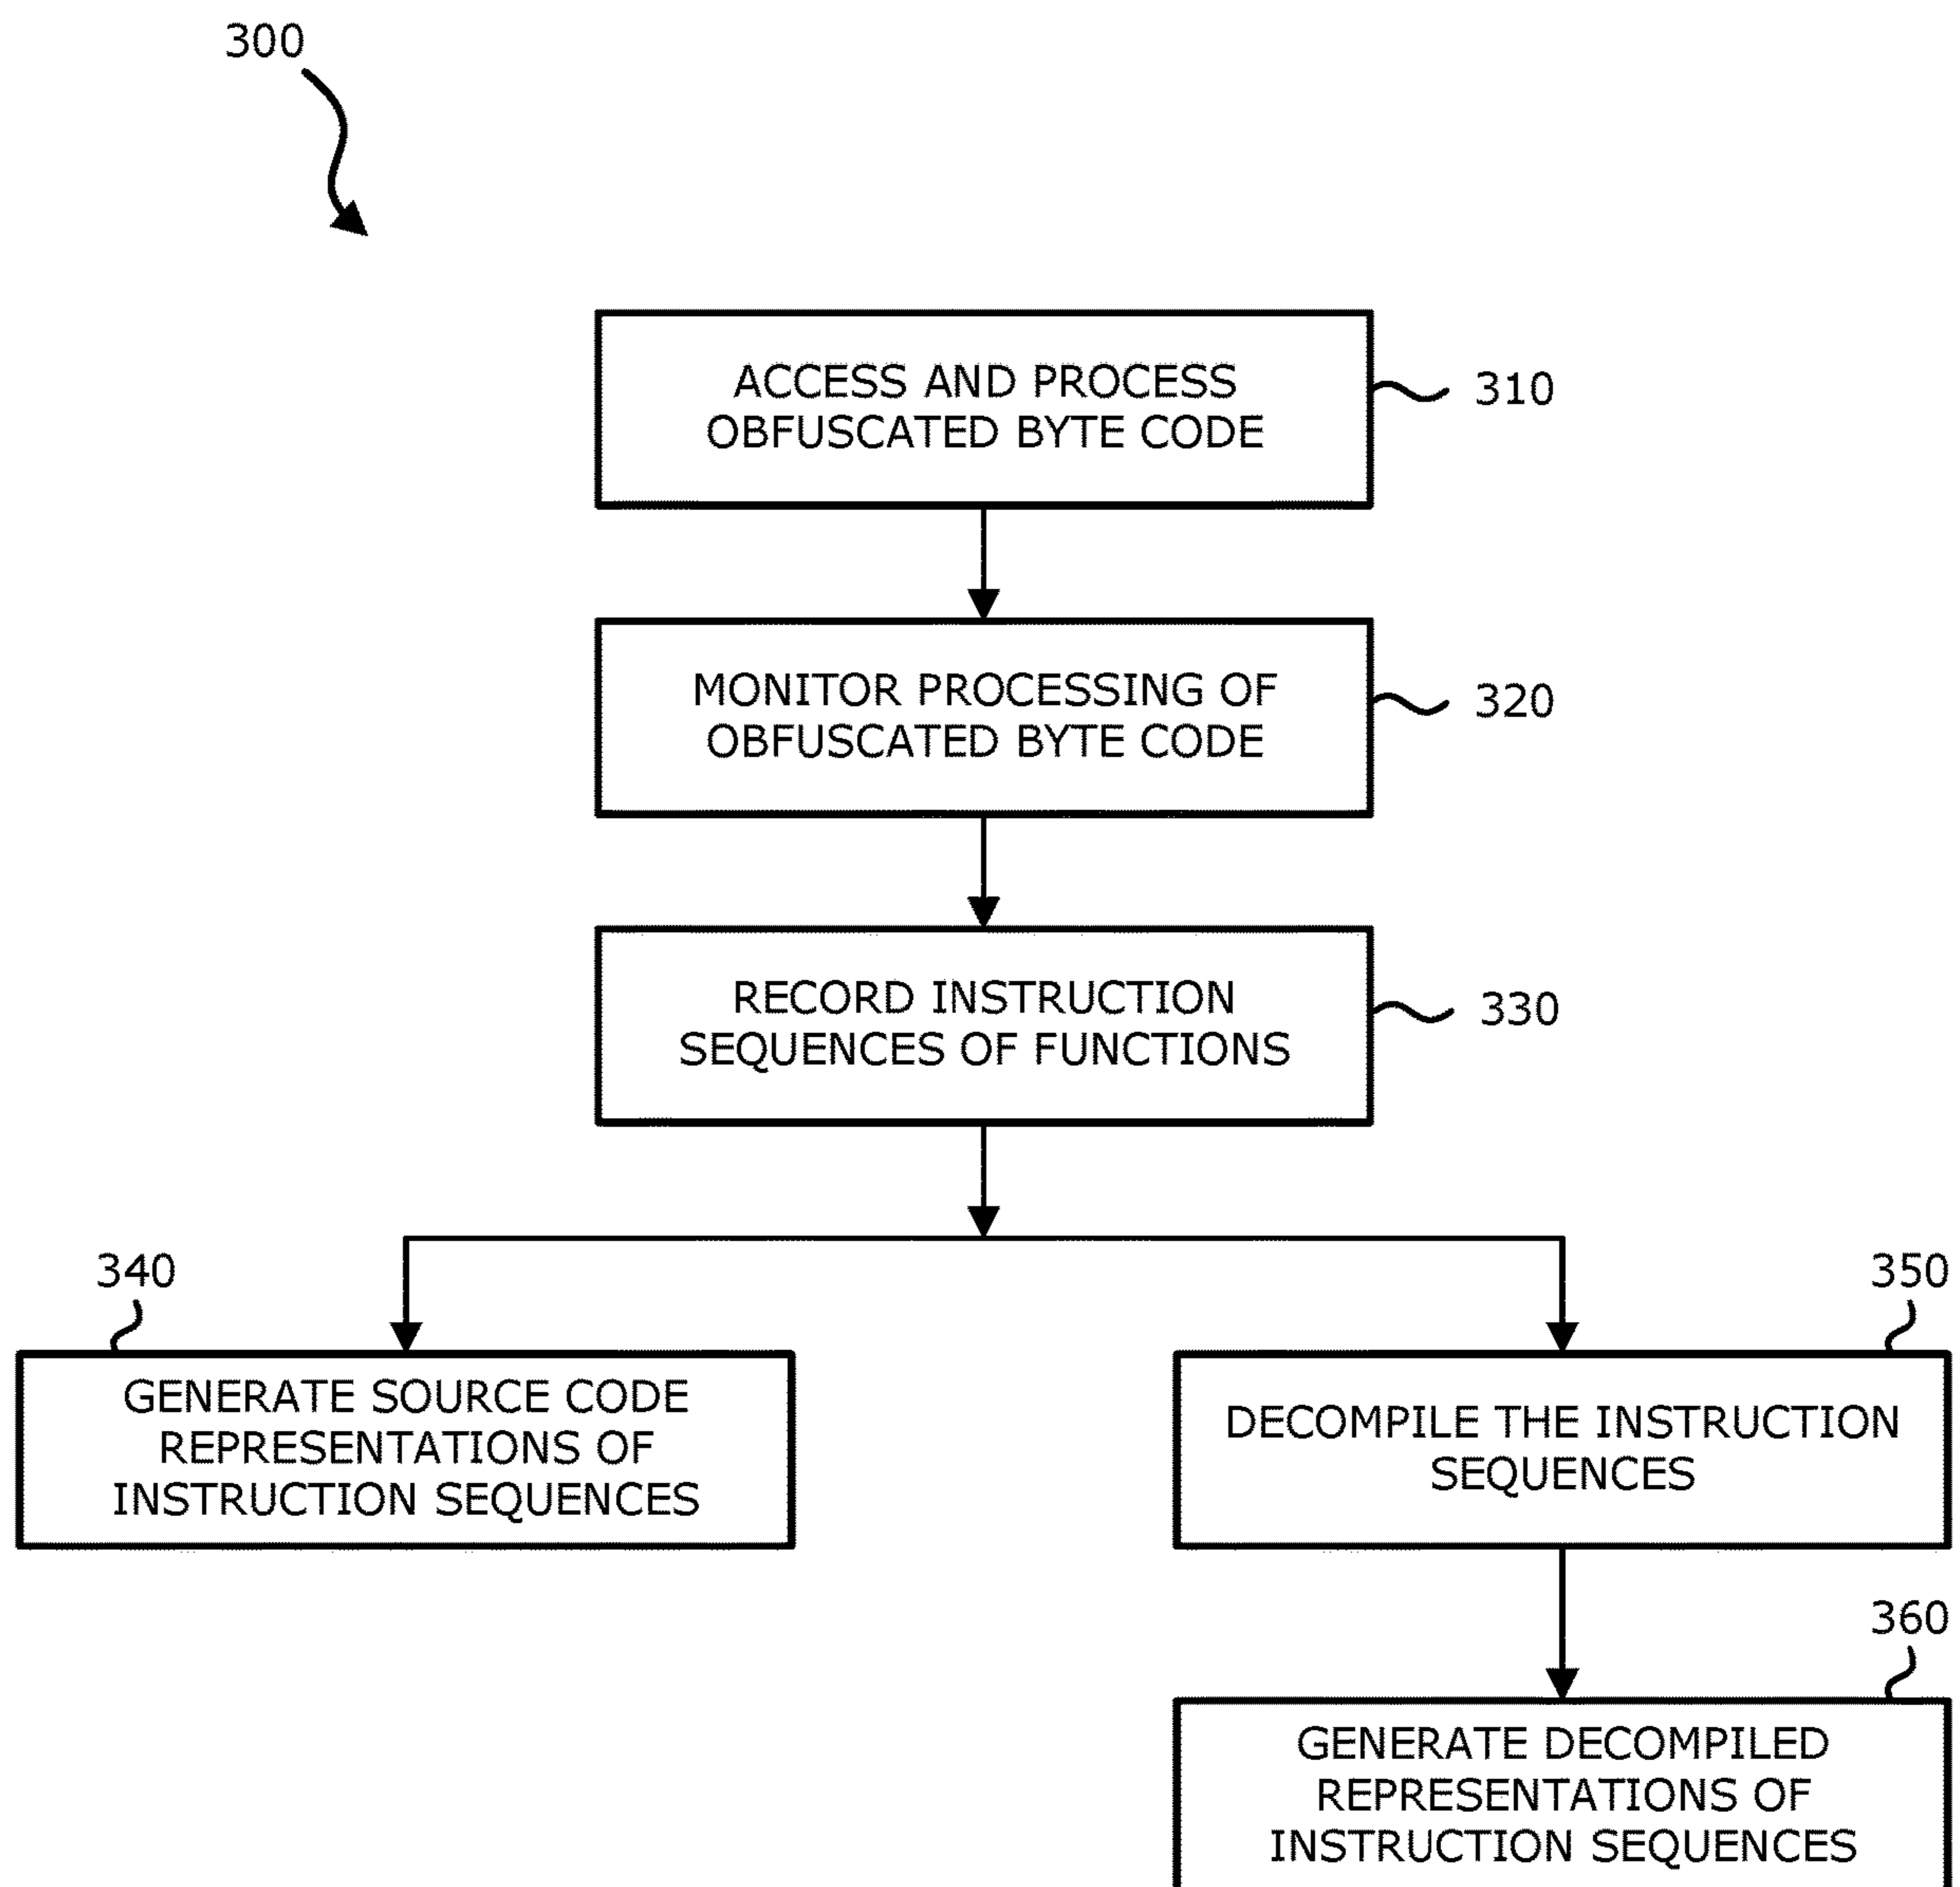 300
ACCESS AND PROCESS
OBFUSCATED BYTE CODE
310
MONITOR PROCESSING OF
OBFUSCATED BYTE CODE
320
RECORD INSTRUCTION
SEQUENCES OF FUNCTIONS
330
340
GENERATE SOURCE CODE
REPRESENTATIONS OF
INSTRUCTION SEQUENCES
350
DECOMPILE THE INSTRUCTION
SEQUENCES
360
GENERATE DECOMPILED
REPRESENTATIONS OF
INSTRUCTION SEQUENCES